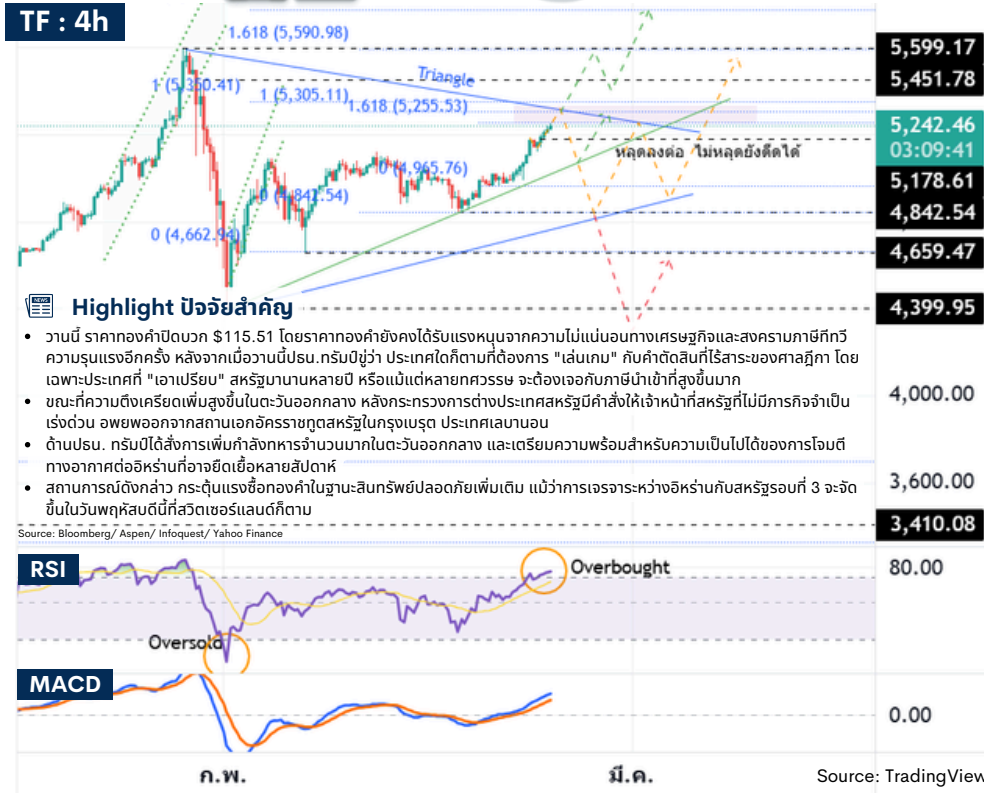 TF : 4h
1.618 (5,590.98)
5,599.17
Triangle
5,451.78
1 (5,350.41)
1 (5,305.11)
1.618 (5,255.53)
5,242.46
03:09:41
หลุดลงต่อ ไม่หลุดยังดีดได้
0 (4,965.76)
5,178.61
0 (4,842.54)
4,842.54
0 (4,662.94)
4,659.47
Highlight ปัจจัยสำคัญ
4,399.95
• วานนี้ ราคาทองคำปิดบวก $115.51 โดยราคาทองคำยังคงได้รับแรงหนุนจากความไม่แน่นอนทางเศรษฐกิจและสงครามภาษีทีทวี
ความรุนแรงอีกครั้ง หลังจากเมื่อวานนี้ปธน.ทรัมป์ขู่ว่า ประเทศใดก็ตามที่ต้องการ "เล่นเกม" กับคำตัดสินที่ไร้สาระของศาลฎีกา โดย
เฉพาะประเทศที่ "เอาเปรียบ" สหรัฐมานานหลายปี หรือแม้แต่หลายทศวรรษ จะต้องเจอกับภาษีนำเข้าที่สูงขึ้นมาก
• ขณะที่ความตึงเครียดเพิ่มสูงขึ้นในตะวันออกกลาง หลังกระทรวงการต่างประเทศสหรัฐมีคำสั่งให้เจ้าหน้าที่สหรัฐที่ไม่มีภารกิจจำเป็น
เร่งด่วน อพยพออกจากสถานเอกอัครราชทูตสหรัฐในกรุงเบรุต ประเทศเลบานอน
• ด้านปธน. ทรัมป์ได้สั่งการเพิ่มกำลังทหารจำนวนมากในตะวันออกกลาง และเตรียมความพร้อมสำหรับความเป็นไปได้ของการโจมตี
ทางอากาศต่ออิหร่านที่อาจยืดเยื้อหลายสัปดาห์
• สถานการณ์ดังกล่าว กระตุ้นแรงซื้อทองคำในฐานะสินทรัพย์ปลอดภัยเพิ่มเติม แม้ว่าการเจรจาระหว่างอิหร่านกับสหรัฐรอบที่ 3 จะจัด
ขึ้นในวันพฤหัสบดีนี้ที่สวิตเซอร์แลนด์ก็ตาม
Source: Bloomberg/ Aspen/ Infoquest/ Yahoo Finance
4,000.00
3,600.00
3,410.08
RSI
Overbought
80.00
Oversold
MACD
0.00
ก.พ.
มี.ค.
Source: TradingView